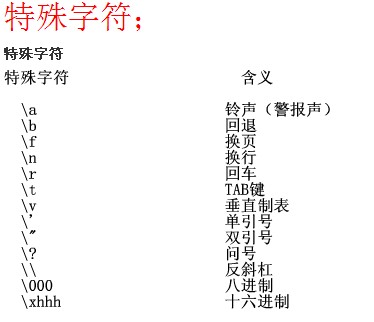 特殊字符;
特殊字符
特殊字符 含义
\a 铃声（警报声）
\b 回退
\f 换页
\n 换行
\r 回车
\t TAB键
\v 垂直制表
\' 单引号
\" 双引号
\? 问号
\\ 反斜杠
\000 八进制
\xhhh 十六进制